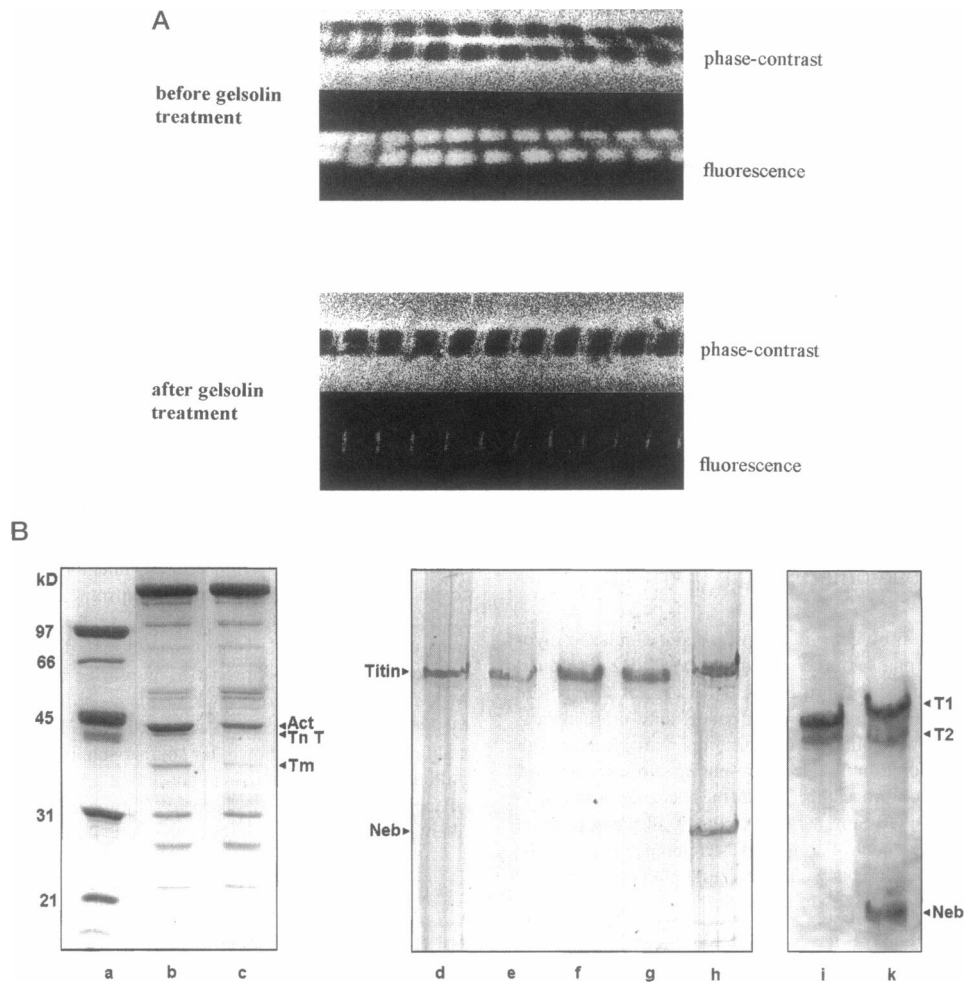 A
before gelsolin
treatment
phase-contrast
fluorescence
after gelsolin
treatment
phase-contrast
fluorescence
B
kD
97
66
45
31
21
Act
Tn T
Tm
a b c
Titin
Neb
d e f g h
T1
T2
Neb
i k